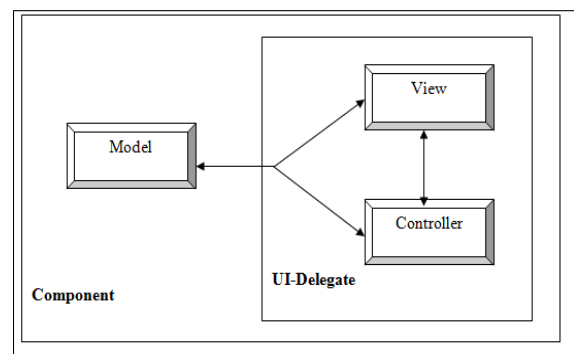 View
Model
Controller
UI-Delegate
Component